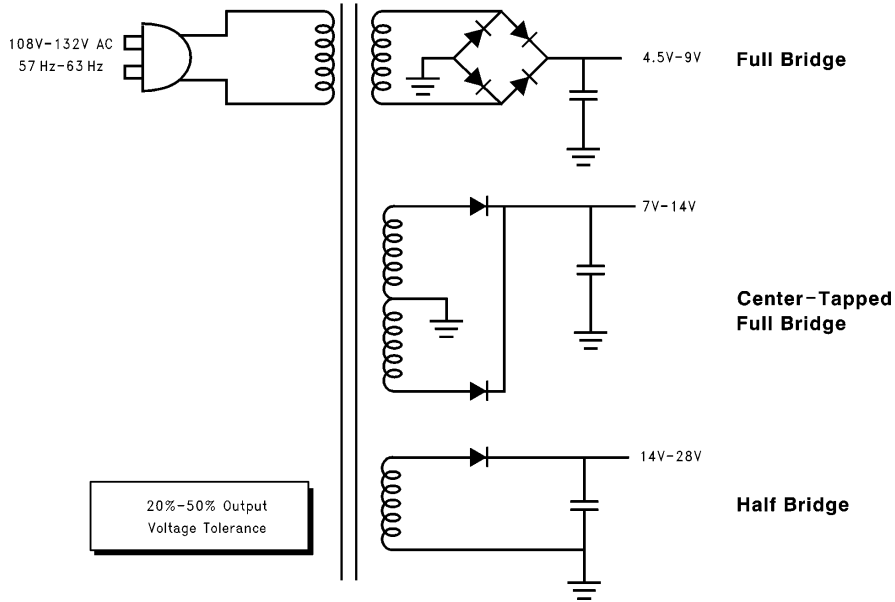 108V-132V AC
57 Hz-63 Hz
4.5V-9V
Full Bridge
7V-14V
Center-Tapped
Full Bridge
14V-28V
Half Bridge
20%-50% Output
Voltage Tolerance